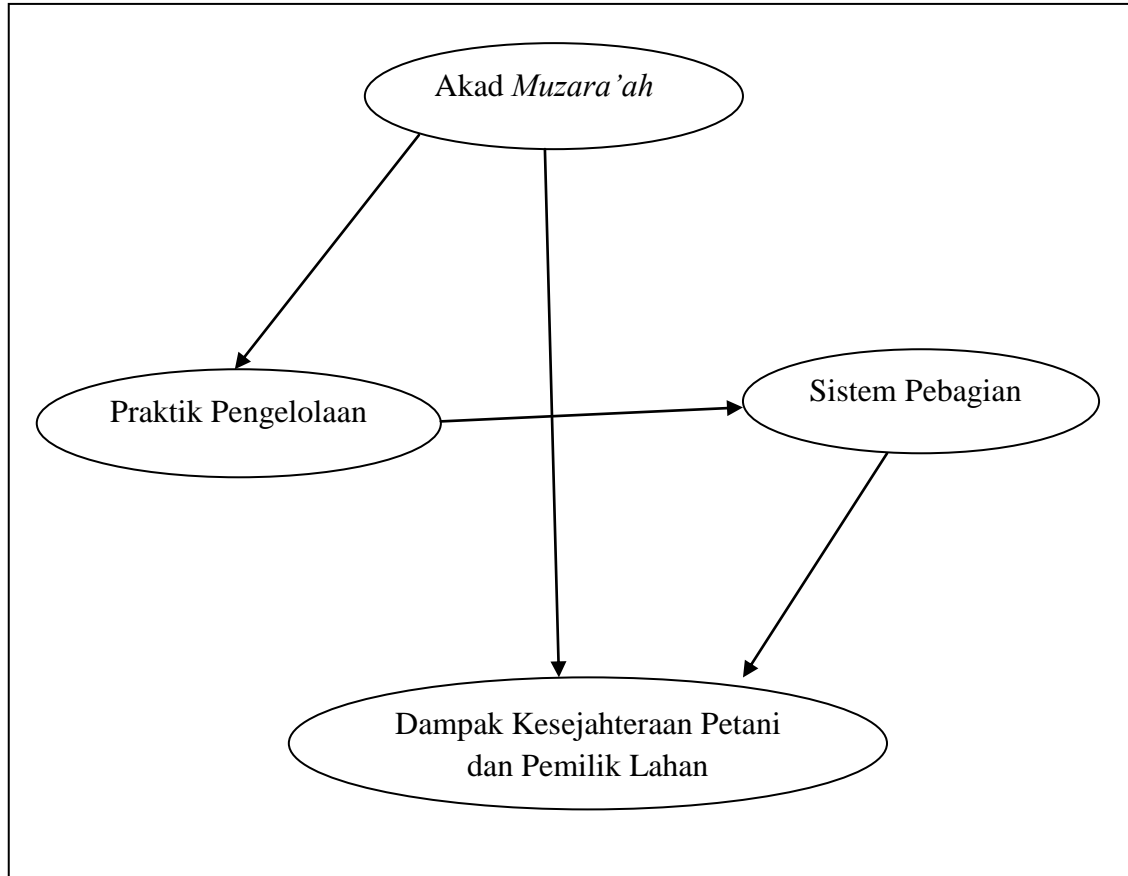 Akad Muzara’ah
Praktik Pengelolaan
Sistem Pebagian
Dampak Kesejahteraan Petani
dan Pemilik Lahan